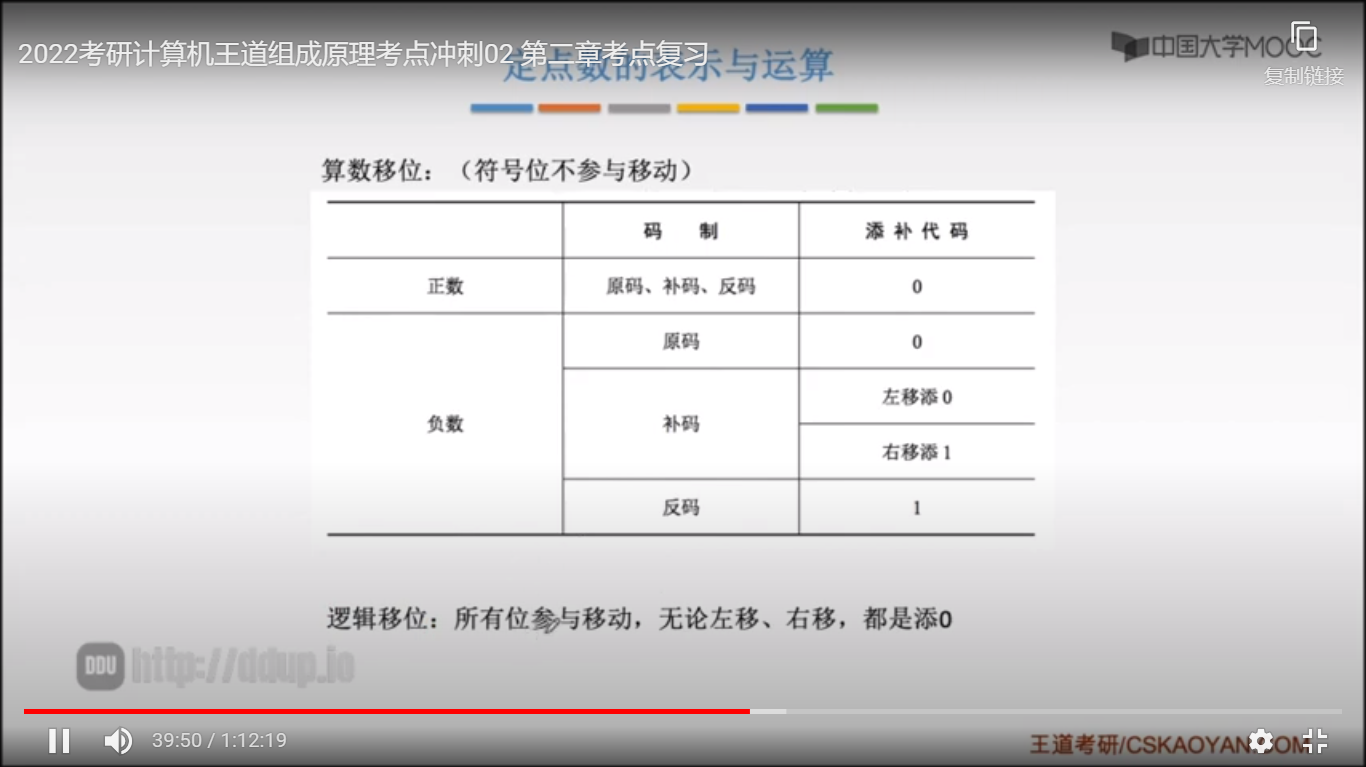 2022考研计算机王道组成原理考点冲刺02 第二章考点复习
定点数的表示与运算
中国大学MOOC
复制链接
算数移位：（符号位不参与移动）
码 制 添补代码
正数 原码、补码、反码 0
原码 0
左移添 0
负数 补码
右移添 1
反码 1
逻辑移位：所有位参与移动，无论左移、右移，都是添0
DDU http://ddup.io
39:50 / 1:12:19
王道考研/CSKAOYAN.COM